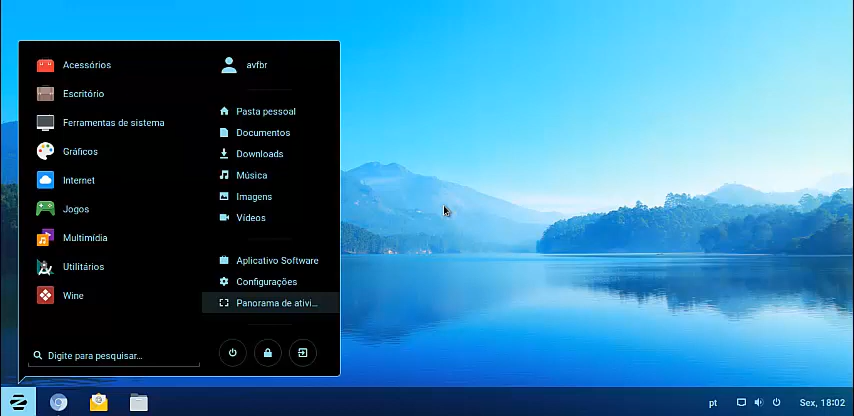 Acessórios
Escritório
Ferramentas de sistema
Gráficos
Internet
Jogos
Multimídia
Utilitários
Wine
Digite para pesquisar...
avfbr
Pasta pessoal
Documentos
Downloads
Música
Imagens
Vídeos
Aplicativo Software
Configurações
Panorama de ativi...
pt
Sex, 18:02